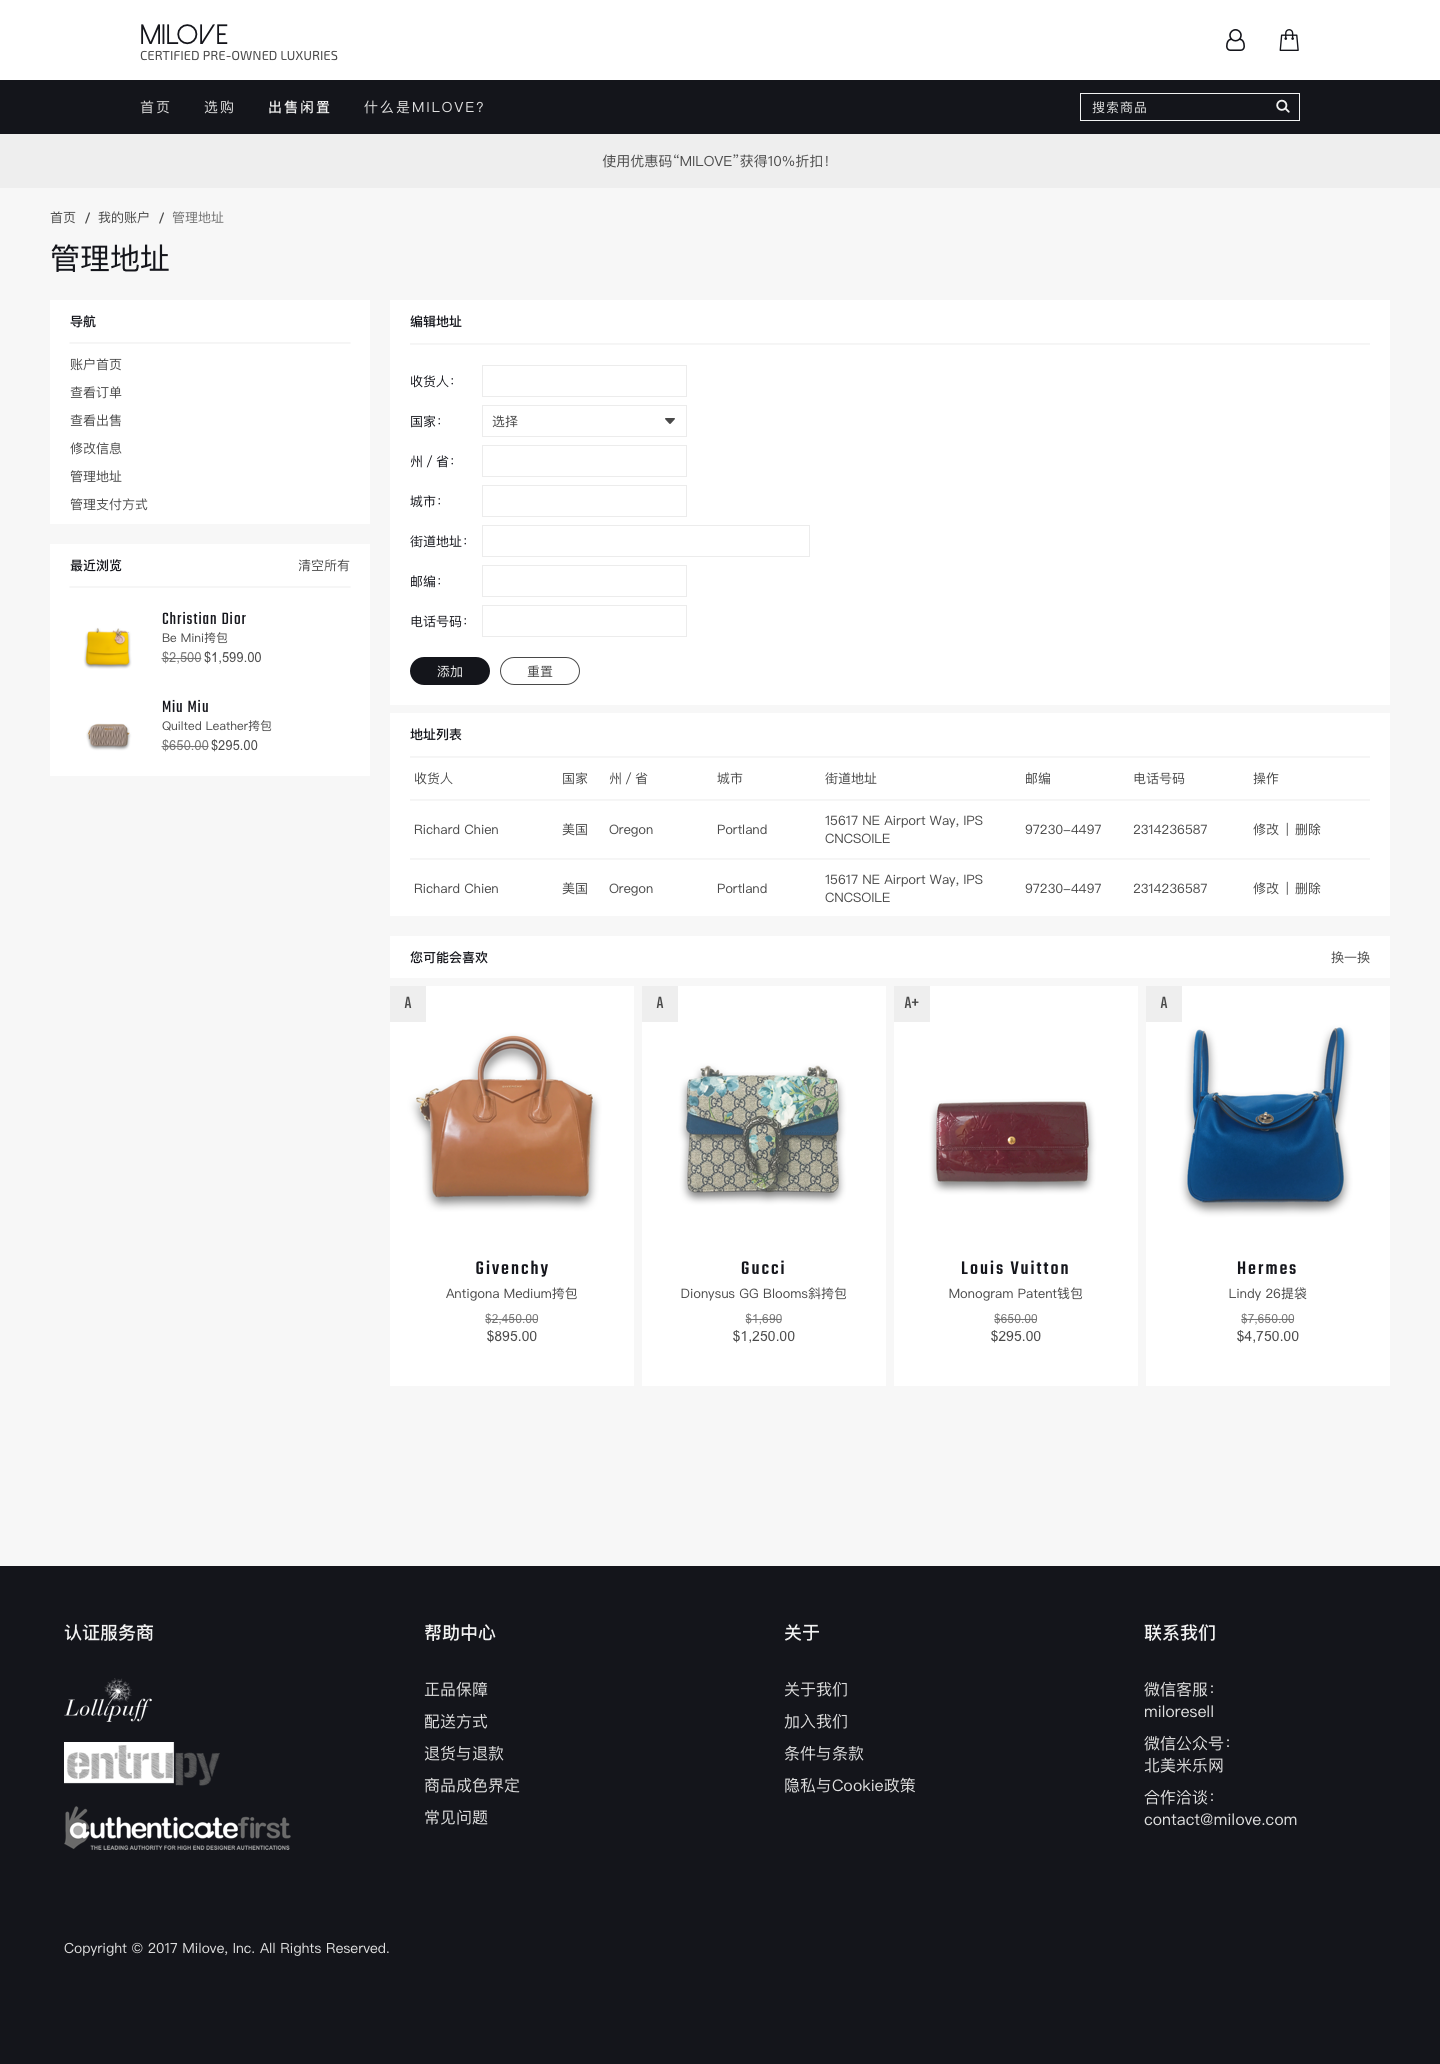 MILOVE
CERTIFIED PRE-OWNED LUXURIES
首页 选购 出售闲置 什么是MILOVE? 搜索商品
使用优惠码“MILOVE”获得10%折扣！
首页 / 我的账户 / 管理地址
管理地址
导航
账户首页
查看订单
查看出售
修改信息
管理地址
管理支付方式
最近浏览 清空所有
Christian Dior
Be Mini挎包
$2,500 $1,599.00
Miu Miu
Quilted Leather挎包
$650.00 $295.00
编辑地址
收货人：
国家： 选择
州 / 省：
城市：
街道地址：
邮编：
电话号码：
添加 重置
地址列表
收货人 国家 州 / 省 城市 街道地址 邮编 电话号码 操作
Richard Chien 美国 Oregon Portland 15617 NE Airport Way, IPS CNCSOILE 97230-4497 2314236587 修改 | 删除
Richard Chien 美国 Oregon Portland 15617 NE Airport Way, IPS CNCSOILE 97230-4497 2314236587 修改 | 删除
您可能会喜欢 换一换
A A A+ A
Givenchy
Antigona Medium挎包
$2,450.00
$895.00
Gucci
Dionysus GG Blooms斜挎包
$1,690
$1,250.00
Louis Vuitton
Monogram Patent钱包
$650.00
$295.00
Hermes
Lindy 26提袋
$7,650.00
$4,750.00
认证服务商
Lollipuff
entrupy
authenticatefirst
THE LEADING AUTHORITY FOR HIGH END DESIGNER AUTHENTICATIONS
帮助中心
正品保障
配送方式
退货与退款
商品成色界定
常见问题
关于
关于我们
加入我们
条件与条款
隐私与Cookie政策
联系我们
微信客服：
miloresell
微信公众号：
北美米乐网
合作洽谈：
contact@milove.com
Copyright © 2017 Milove, Inc. All Rights Reserved.